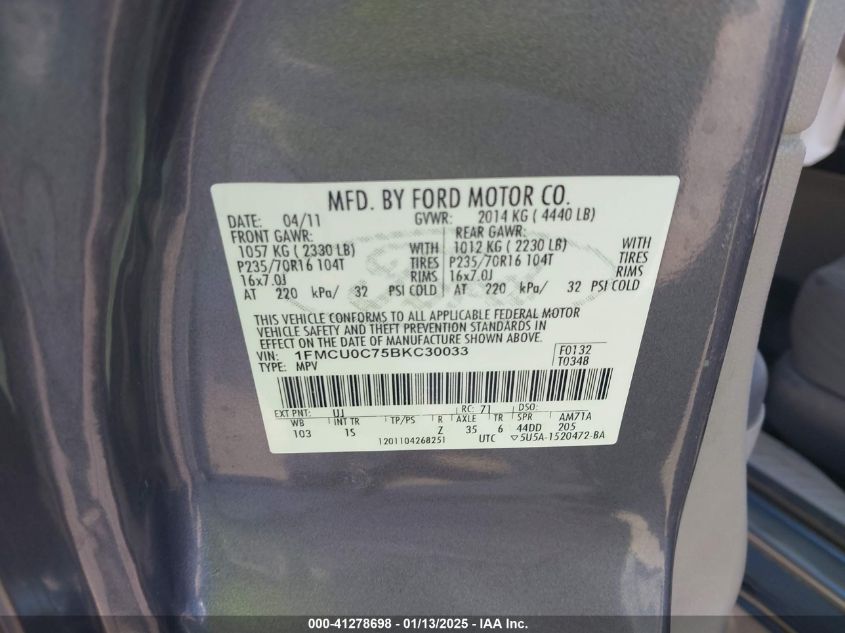 MFD. BY FORD MOTOR CO.
DATE: 04/11 GVWR: 2014 KG ( 4440 LB)
FRONT GAWR: REAR GAWR:
1057 KG ( 2330 LB) WITH 1012 KG ( 2230 LB) WITH
P235/70R16 104T TIRES P235/70R16 104T TIRES
16x7.0J RIMS 16x7.0J RIMS
AT 220 kPa/ 32 PSI COLD AT 220 kPa/ 32 PSI COLD
THIS VEHICLE CONFORMS TO ALL APPLICABLE FEDERAL MOTOR
VEHICLE SAFETY AND THEFT PREVENTION STANDARDS IN
EFFECT ON THE DATE OF MANUFACTURE SHOWN ABOVE.
VIN: 1FMCU0C75BKC30033 F0132
TYPE: MPV T0348
EXT PNT: UJ RC: 71 DSO:
WB INT TR TP/PS R AXLE TR SPR AM71A
103 1S Z 35 6 44DD 205
1201104268251 UTC ▽5U5A-1520472-BA
000-41278698 - 01/13/2025 - IAA Inc.